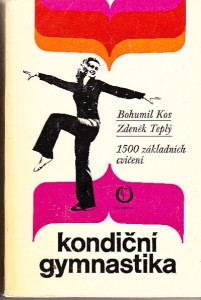 Bohumil Kos
Zdeněk Teplý
1500 základních
cvičení
kondiční
gymnastika